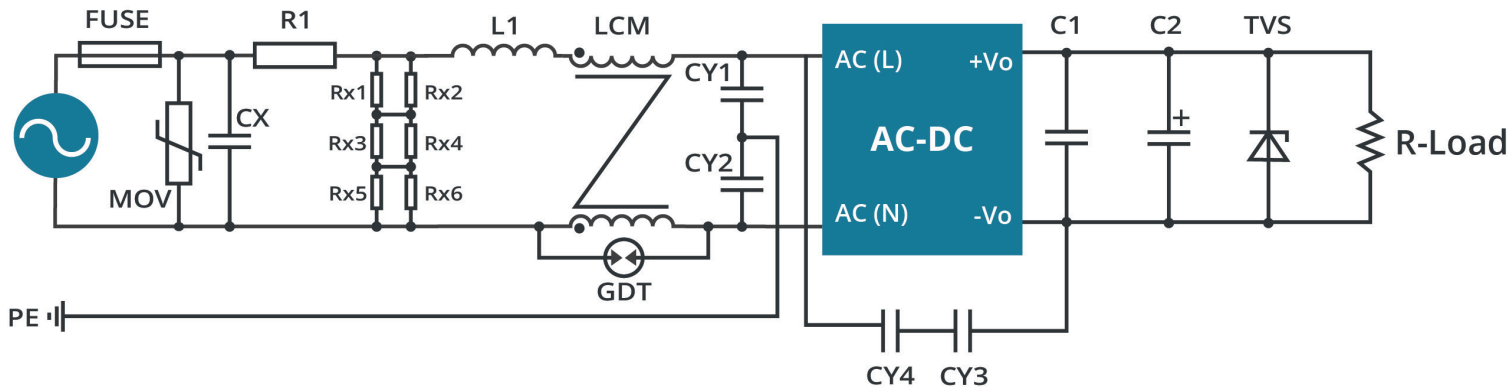 FUSE
R1
L1
LCM
C1
C2
TVS
AC (L)
+Vo
CY1
Rx1
Rx2
CX
+
Rx3
Rx4
AC-DC
R-Load
CY2
MOV
Rx5
Rx6
AC (N)
-Vo
GDT
PE
CY4
CY3